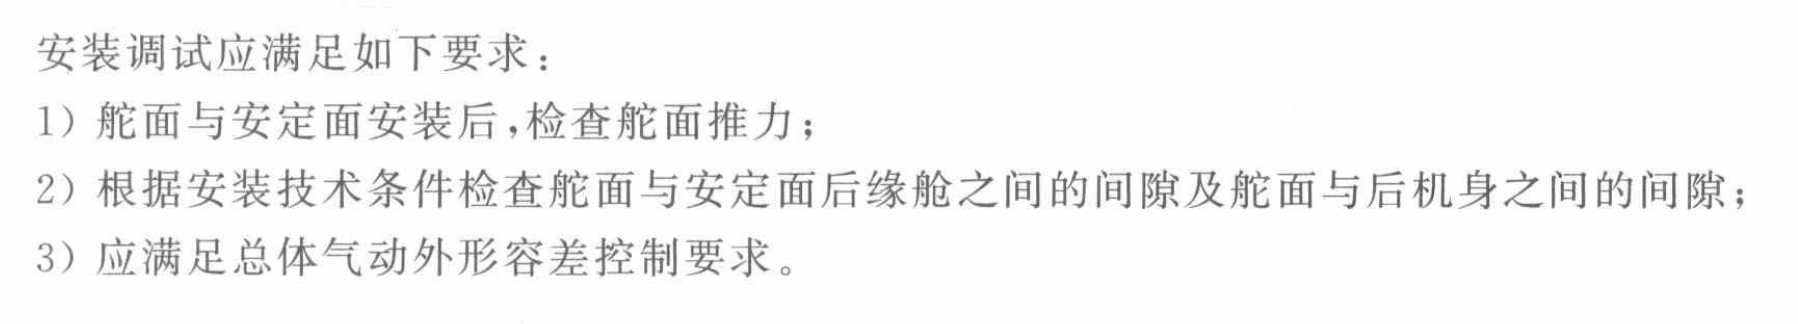 安装调试应满足如下要求：
1）舵面与安定面安装后,检查舵面推力；
2）根据安装技术条件检查舵面与安定面后缘舱之间的间隙及舵面与后机身之间的间隙；
3）应满足总体气动外形容差控制要求。